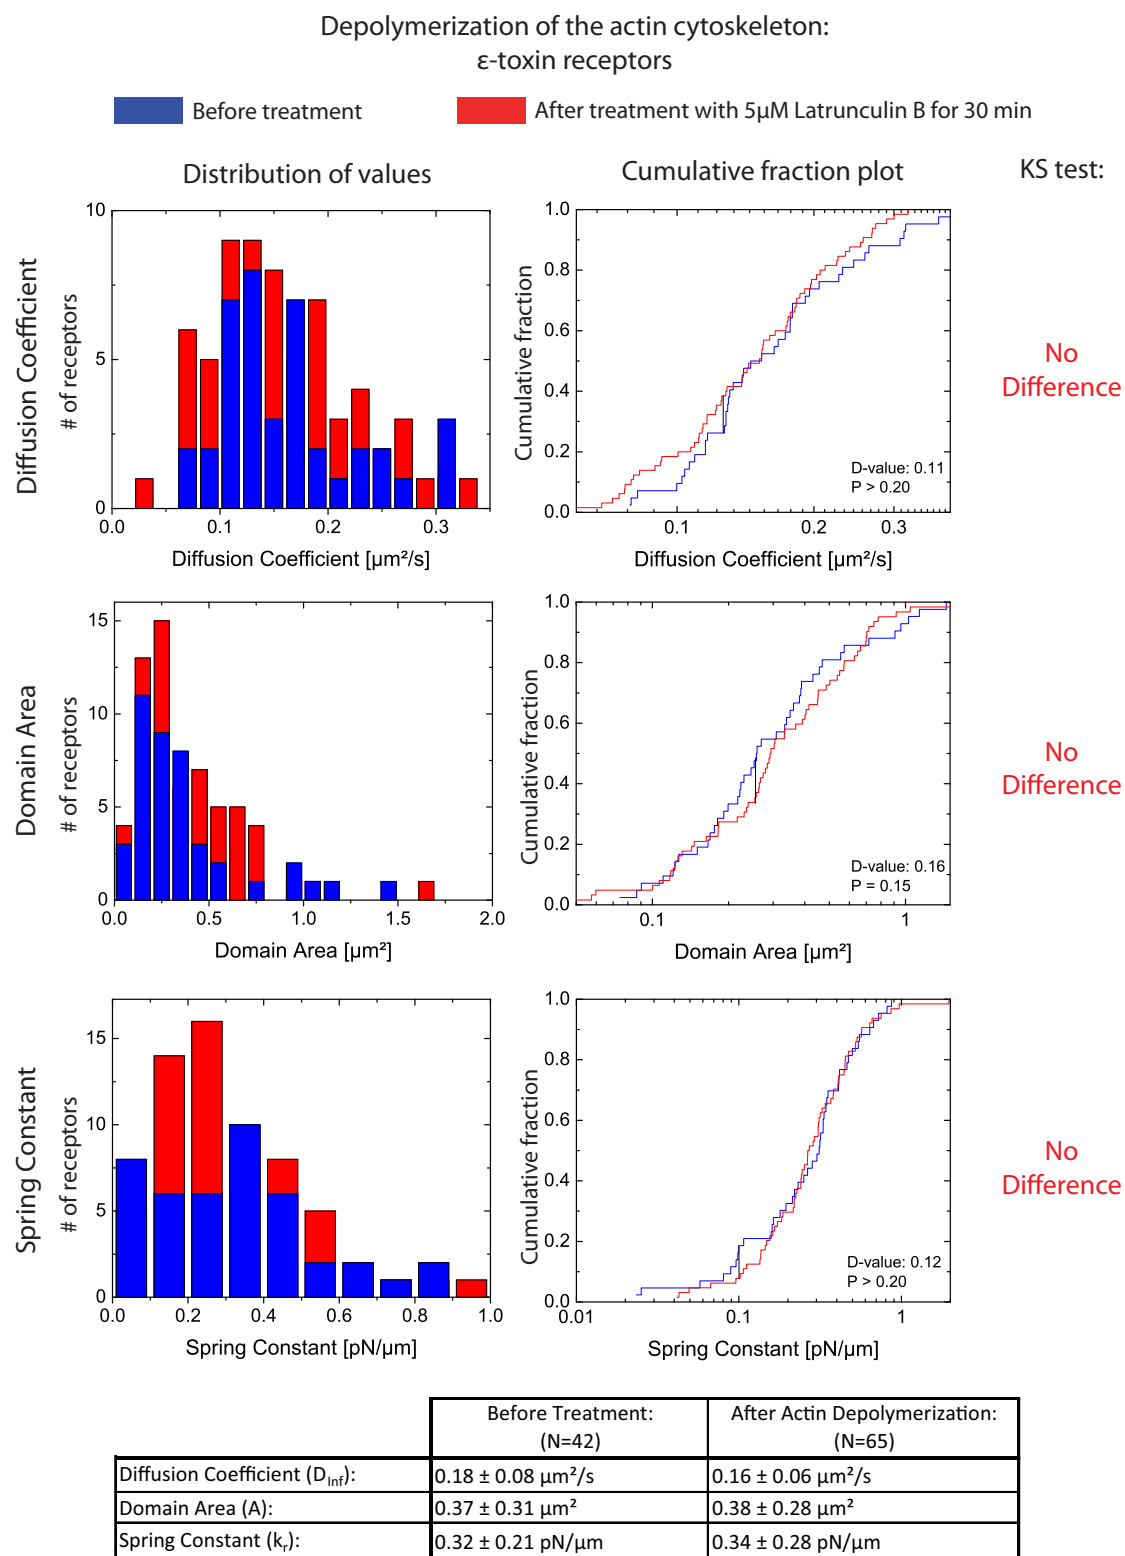 Depolymerization of the actin cytoskeleton:
ε-toxin receptors
Before treatment
After treatment with 5µM Latrunculin B for 30 min
Distribution of values
Cumulative fraction plot
KS test:
Diffusion Coefficient
# of receptors
10
5
0
0.0 0.1 0.2 0.3
Diffusion Coefficient [µm²/s]
Cumulative fraction
1.0
0.8
0.6
0.4
0.2
0
D-value: 0.11
P > 0.20
0.1 0.2 0.3
Diffusion Coefficient [µm²/s]
No
Difference
Domain Area
# of receptors
15
10
5
0
0.0 0.5 1.0 1.5 2.0
Domain Area [µm²]
Cumulative fraction
1.0
0.8
0.6
0.4
0.2
0
D-value: 0.16
P = 0.15
0.1 1
Domain Area [µm²]
No
Difference
Spring Constant
# of receptors
15
10
5
0
0.0 0.2 0.4 0.6 0.8 1.0
Spring Constant [pN/µm]
Cumulative fraction
1.0
0.8
0.6
0.4
0.2
0
D-value: 0.12
P > 0.20
0.01 0.1 1
Spring Constant [pN/µm]
No
Difference
Before Treatment:
(N=42)
After Actin Depolymerization:
(N=65)
Diffusion Coefficient (D_Inf): 0.18 ± 0.08 µm²/s 0.16 ± 0.06 µm²/s
Domain Area (A): 0.37 ± 0.31 µm² 0.38 ± 0.28 µm²
Spring Constant (k_r): 0.32 ± 0.21 pN/µm 0.34 ± 0.28 pN/µm